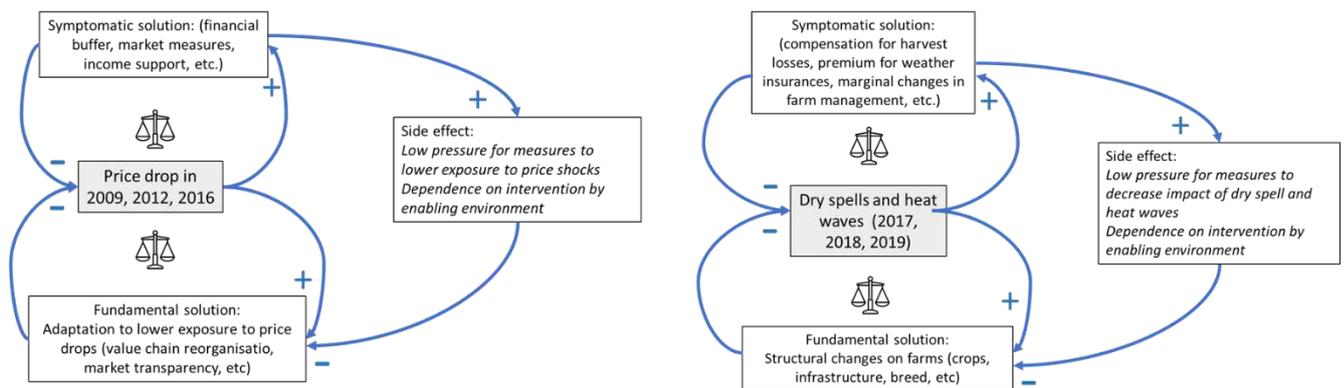 Symptomatic solution: (financial
buffer, market measures,
income support, etc.)
+
+
Side effect:
Low pressure for measures to
lower exposure to price shocks
Dependence on intervention by
enabling environment
−
Price drop in
2009, 2012, 2016
−
+
Fundamental solution:
Adaptation to lower exposure to price
drops (value chain reorganisatio,
market transparency, etc)
−
Symptomatic solution:
(compensation for harvest
losses, premium for weather
insurances, marginal changes in
farm management, etc.)
+
+
Side effect:
Low pressure for measures to
decrease impact of dry spell and
heat waves
Dependence on intervention by
enabling environment
−
Dry spells and heat
waves (2017,
2018, 2019)
−
+
Fundamental solution:
Structural changes on farms (crops,
infrastructure, breed, etc)
−